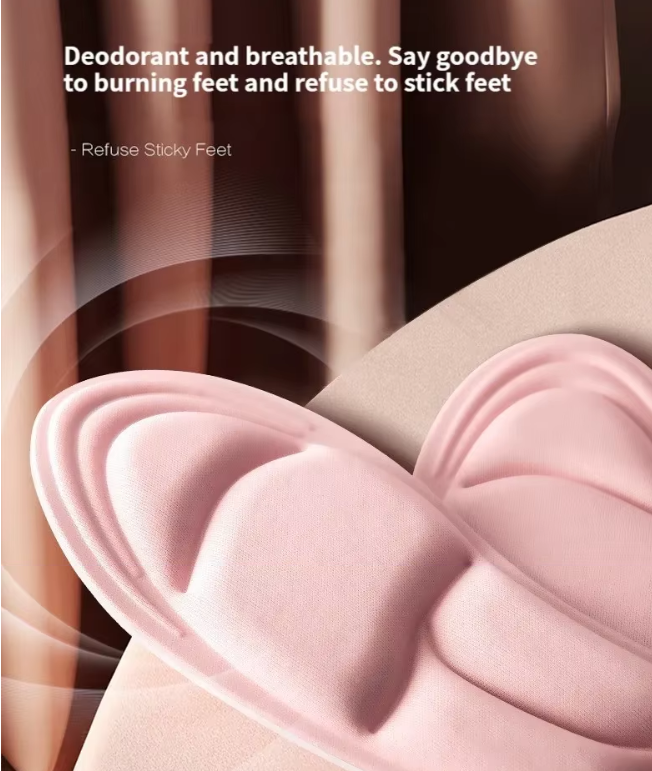 Deodorant and breathable. Say goodbye
to burning feet and refuse to stick feet
- Refuse Sticky Feet